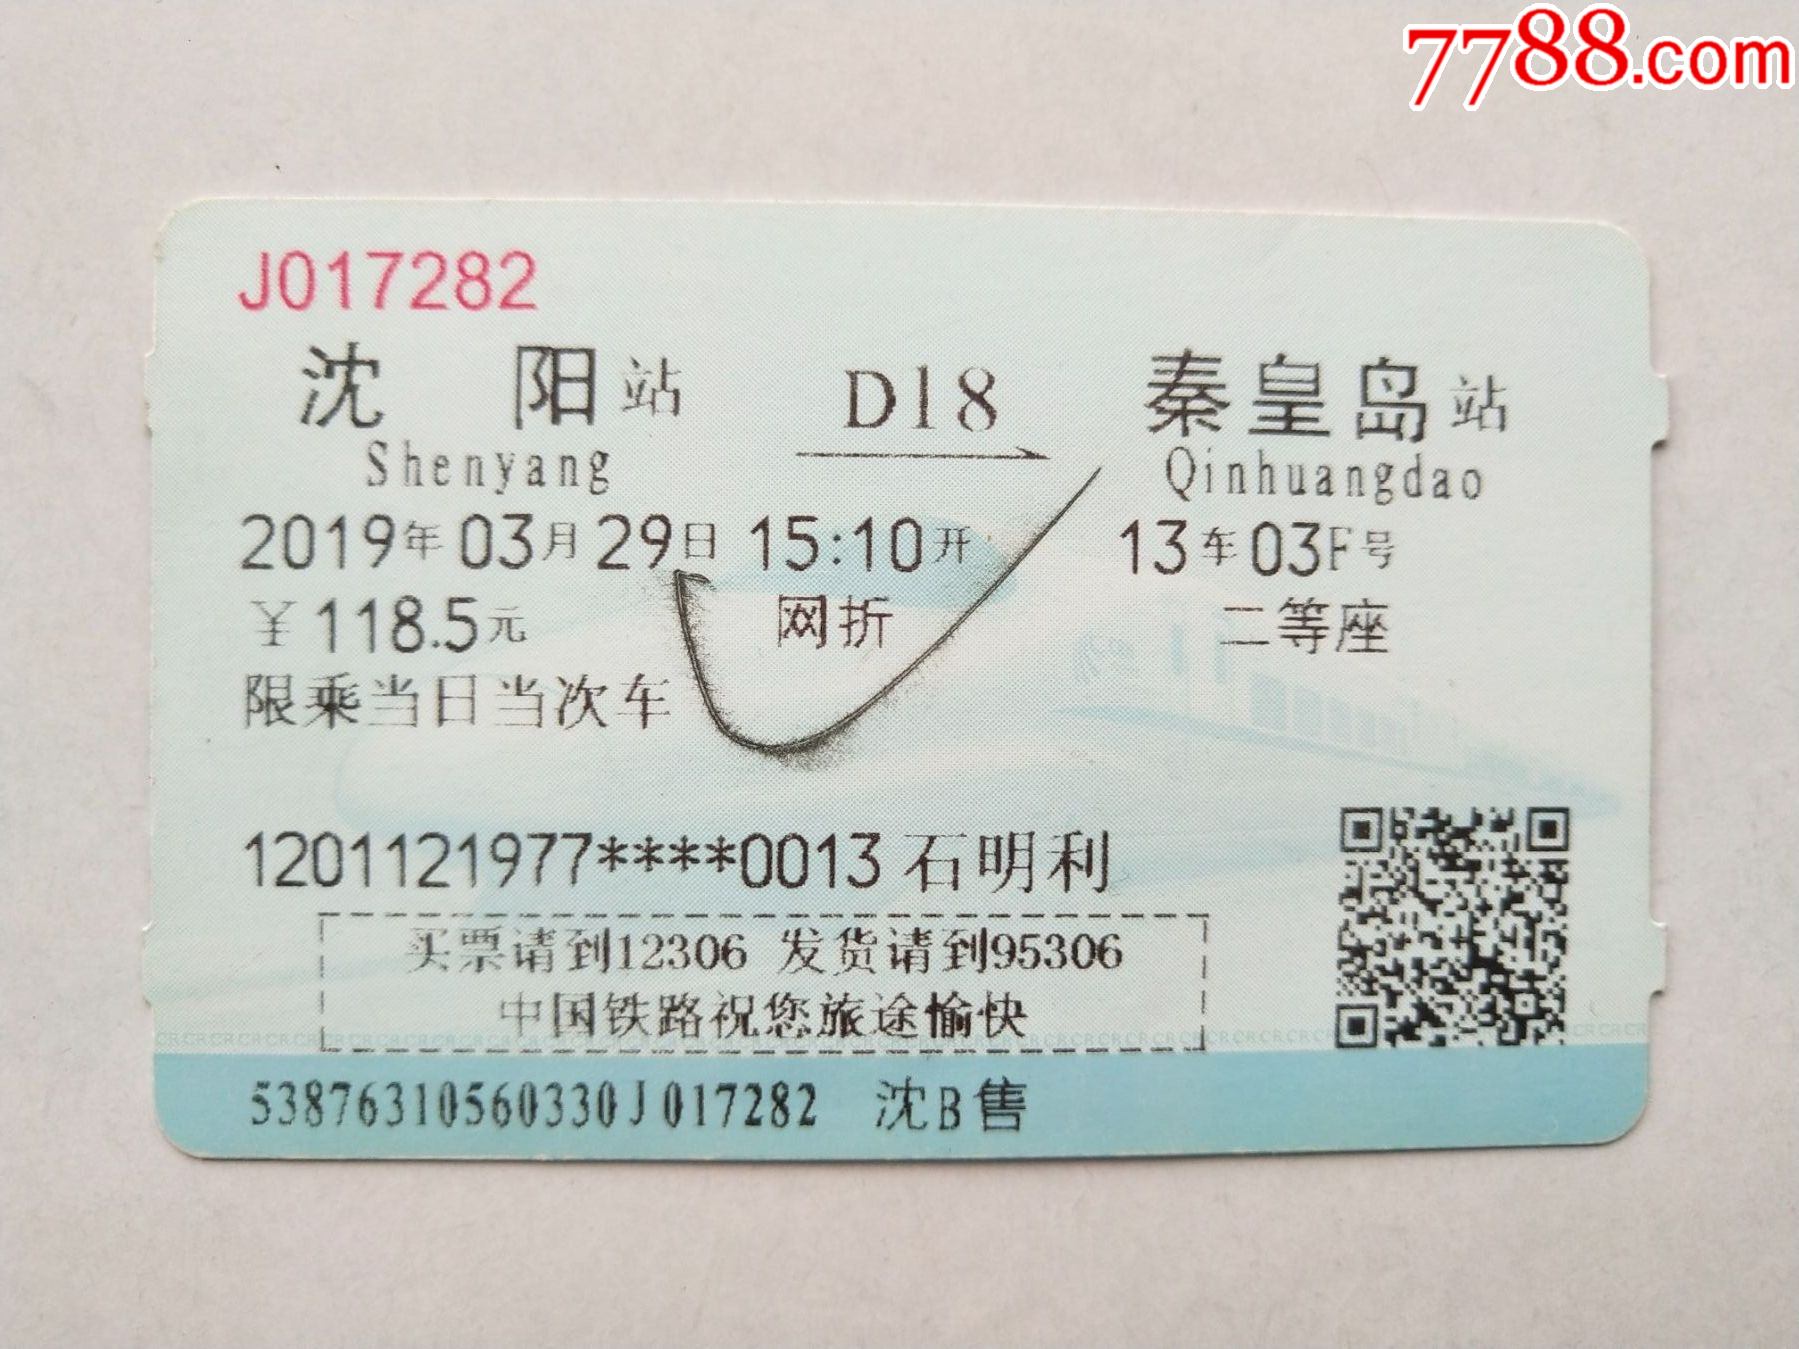 7788.com
J017282
沈阳站 D18 秦皇岛站
Shenyang Qinhuangdao
2019年03月29日 15:10开 13车03F号
￥118.5元 网折 二等座
限乘当日当次车
1201121977****0013 石明利
买票请到12306 发货请到95306
中国铁路祝您旅途愉快
53876310560330J017282 沈B售